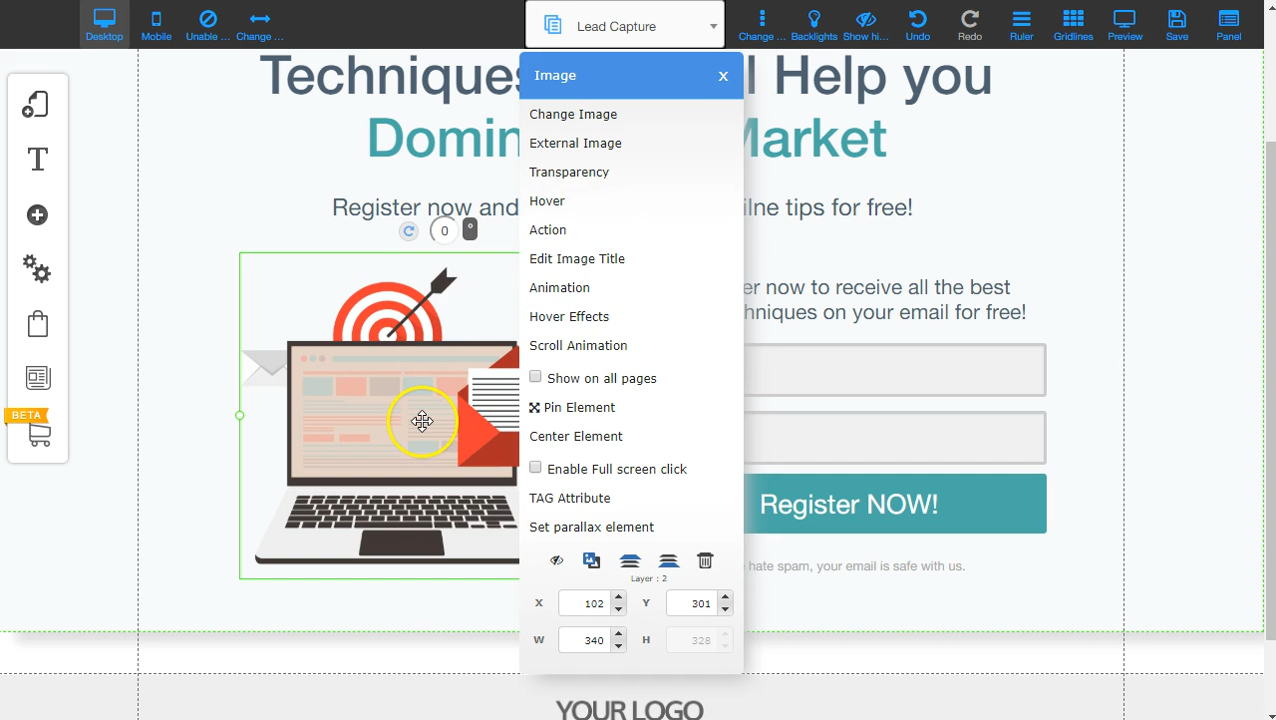 Desktop
Mobile
Unable ...
Change ...
Lead Capture
Change ...
Backlights
Show hi...
Undo
Redo
Ruler
Gridlines
Preview
Save
Panel
Techniques l Help you
Domin Market
Register now and ilne tips for free!
0
Image
X
Change Image
External Image
Transparency
Hover
Action
Edit Image Title
Animation
Hover Effects
Scroll Animation
Show on all pages
Pin Element
Center Element
Enable Full screen click
TAG Attribute
Set parallax element
Layer : 2
X 102 Y 301
W 340 H 328
er now to receive all the best
hniques on your email for free!
Register NOW!
hate spam, your email is safe with us.
BETA
YOUR LOGO